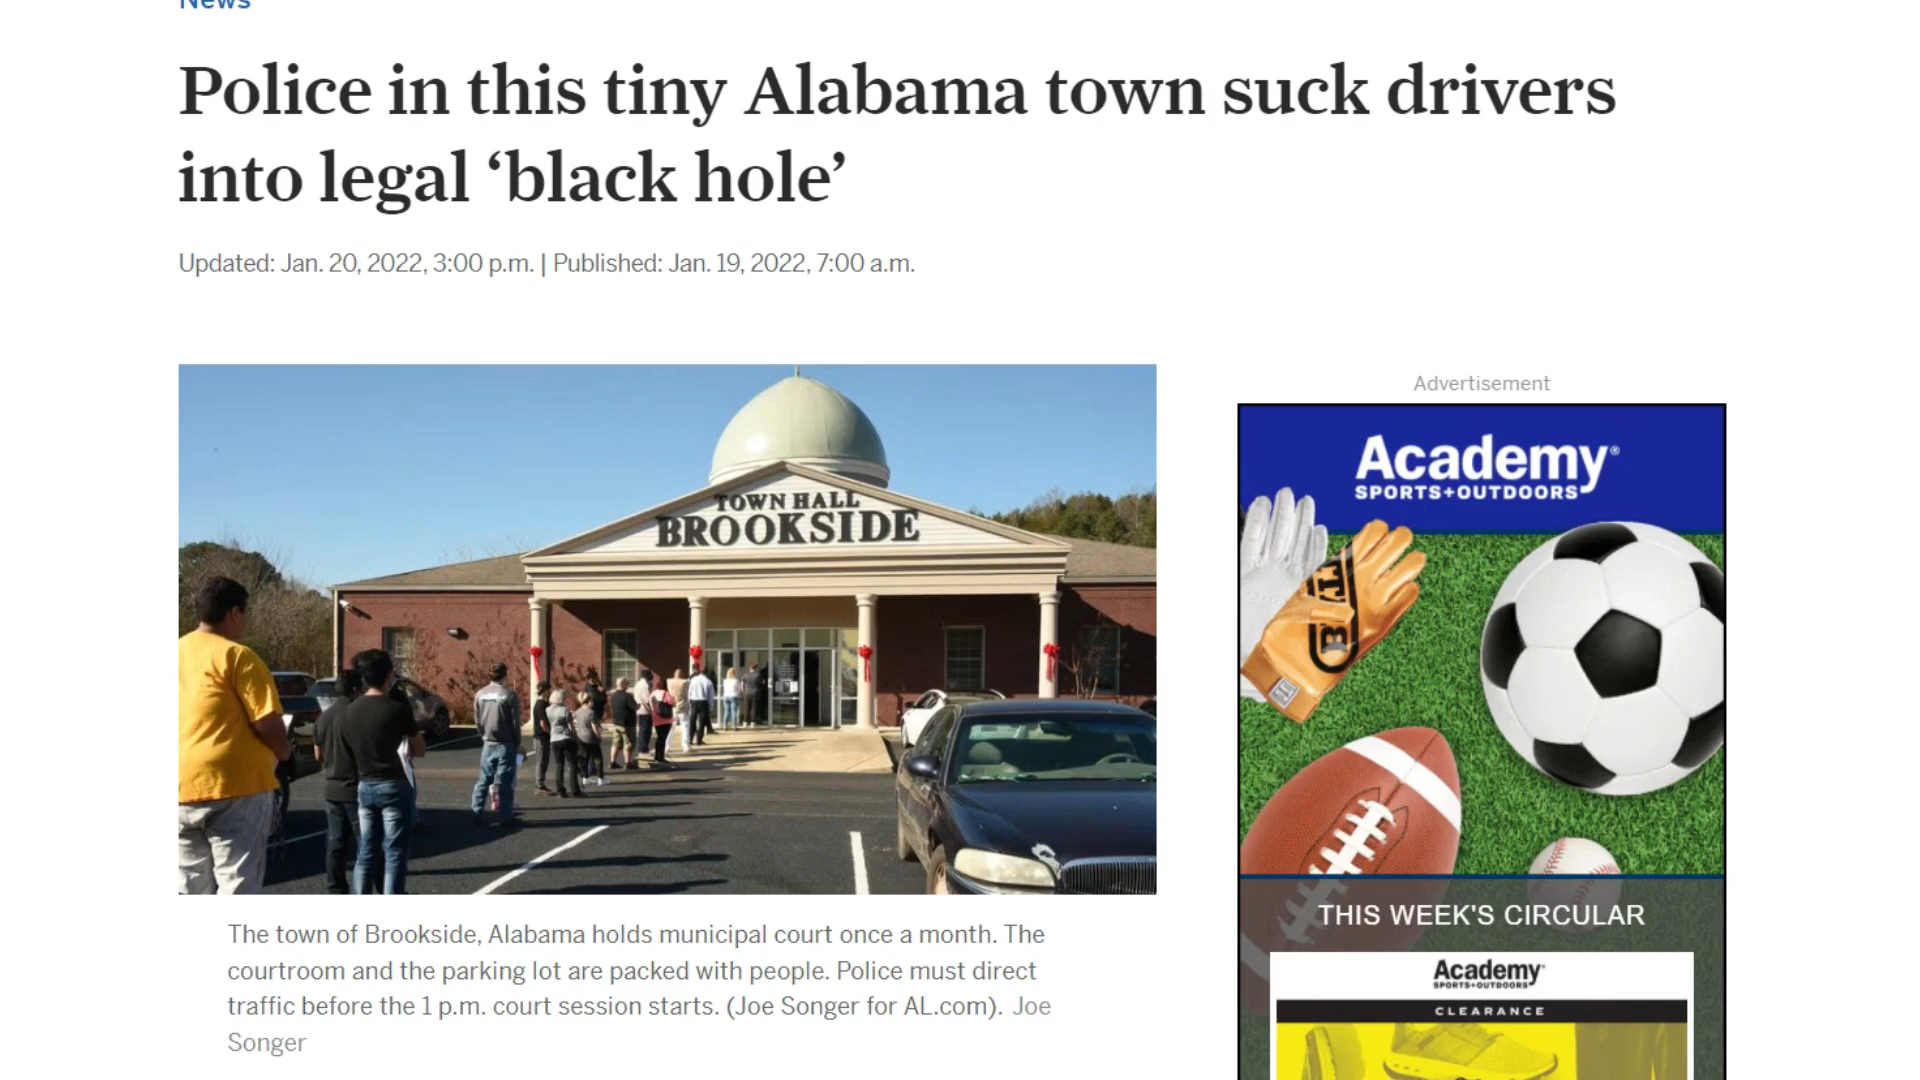 News
Police in this tiny Alabama town suck drivers
into legal ‘black hole’
Updated: Jan. 20, 2022, 3:00 p.m. | Published: Jan. 19, 2022, 7:00 a.m.
TOWN HALL
BROOKSIDE
The town of Brookside, Alabama holds municipal court once a month. The
courtroom and the parking lot are packed with people. Police must direct
traffic before the 1 p.m. court session starts. (Joe Songer for AL.com). Joe
Songer
Advertisement
Academy®
SPORTS+OUTDOORS
THIS WEEK'S CIRCULAR
Academy
SPORTS+OUTDOORS
CLEARANCE